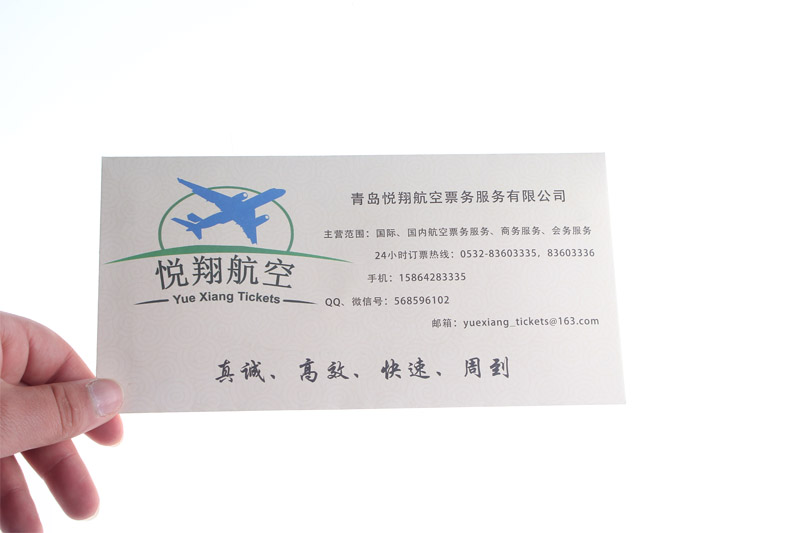 青岛悦翔航空票务服务有限公司
主营范围：国际、国内航空票务服务、商务服务、会务服务
24小时订票热线：0532-83603335，83603336
手机：15864283335
QQ、微信号：568596102
邮箱：yuexiang_tickets@163.com
悦翔航空
Yue Xiang Tickets
真诚、高效、快速、周到